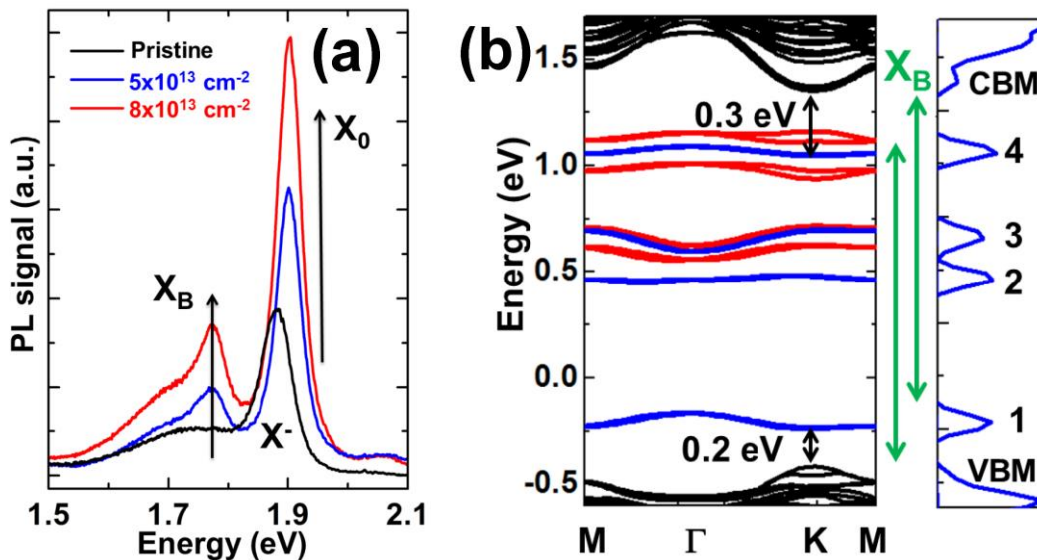 (a)
Pristine
5x10¹³ cm⁻²
8x10¹³ cm⁻²
X₀
X_B
X⁻
PL signal (a.u.)
1.5 1.7 1.9 2.1
Energy (eV)
(b)
Energy (eV)
1.5
1.0
0.5
0.0
-0.5
0.3 eV
0.2 eV
M Γ K M
X_B
CBM
4
3
2
1
VBM